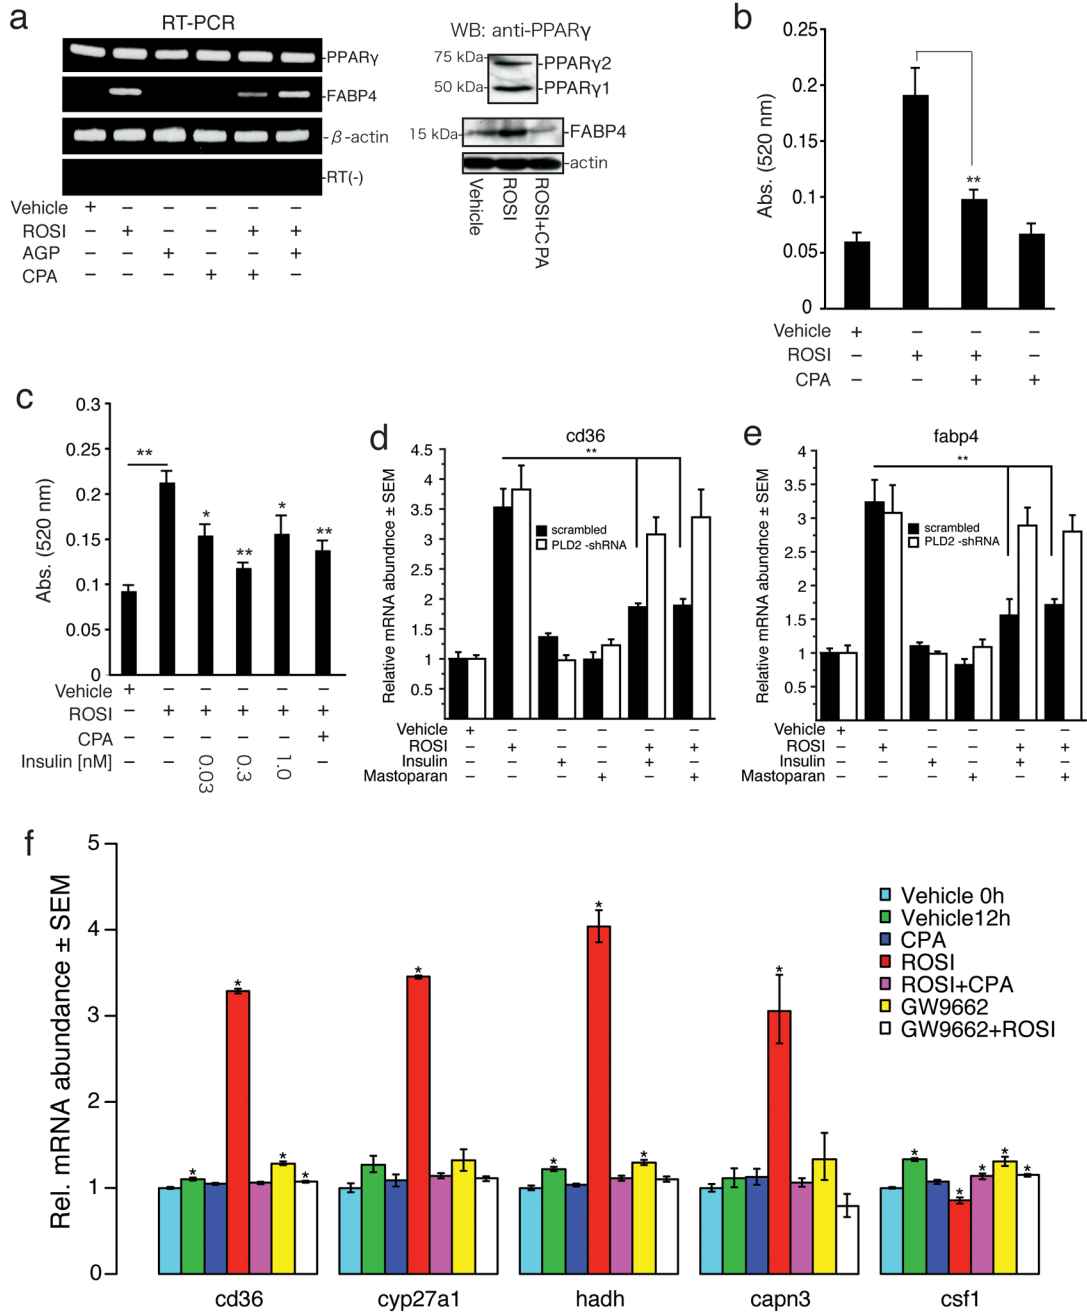 a
RT-PCR
PPARγ
FABP4
β-actin
RT(-)
Vehicle + − − − − −
ROSI − + − − + +
AGP − − + − − +
CPA − − − + + −
WB: anti-PPARγ
75 kDa
PPARγ2
50 kDa
PPARγ1
15 kDa
FABP4
actin
Vehicle
ROSI
ROSI+CPA
b
Abs. (520 nm)
0.25
0.2
0.15
0.1
0.05
0
**
Vehicle + − − −
ROSI − + + −
CPA − − + +
c
Abs. (520 nm)
0.3
0.25
0.2
0.15
0.1
0.05
0
** * ** * **
Vehicle + − − − − −
ROSI − + + + + +
CPA − − − − − +
Insulin [nM] − − 0.03 0.3 1.0 −
d
cd36
Relative mRNA abundnce ± SEM
4.5
4
3.5
3
2.5
2
1.5
1
0.5
**
scrambled
PLD2 -shRNA
Vehicle + − − − − −
ROSI − + − − + +
Insulin − − + − + −
Mastoparan − − − + − +
e
fabp4
Relative mRNA abundnce ± SEM
4
3.5
3
2.5
2
1.5
1
0.5
**
scrambled
PLD2 -shRNA
Vehicle + − − − − −
ROSI − + − − + +
Insulin − − + − + −
Mastoparan − − − + − +
f
Rel. mRNA abundance ± SEM
5
4
3
2
1
0
* * * *
* * * * *
* * * * * *
Vehicle 0h
Vehicle12h
CPA
ROSI
ROSI+CPA
GW9662
GW9662+ROSI
cd36 cyp27a1 hadh capn3 csf1